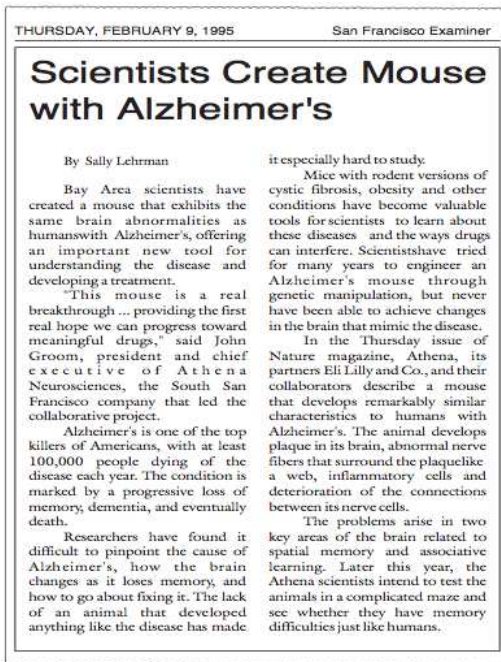 THURSDAY, FEBRUARY 9, 1995
San Francisco Examiner
Scientists Create Mouse
with Alzheimer's
By Sally Lehrman
Bay Area scientists have
created a mouse that exhibits the
same brain abnormalities as
humanswith Alzheimer's, offering
an important new tool for
understanding the disease and
developing a treatment.
"This mouse is a real
breakthrough ... providing the first
real hope we can progress toward
meaningful drugs," said John
Groom, president and chief
executive of Athena
Neurosciences, the South San
Francisco company that led the
collaborative project.
Alzheimer's is one of the top
killers of Americans, with at least
100,000 people dying of the
disease each year. The condition is
marked by a progressive loss of
memory, dementia, and eventually
death.
Researchers have found it
difficult to pinpoint the cause of
Alzheimer's, how the brain
changes as it loses memory, and
how to go about fixing it. The lack
of an animal that developed
anything like the disease has made
it especially hard to study.
Mice with rodent versions of
cystic fibrosis, obesity and other
conditions have become valuable
tools for scientists to learn about
these diseases and the ways drugs
can interfere. Scientistshave tried
for many years to engineer an
Alzheimer's mouse through
genetic manipulation, but never
have been able to achieve changes
in the brain that mimic the disease.
In the Thursday issue of
Nature magazine, Athena, its
partners Eli Lilly and Co., and their
collaborators describe a mouse
that develops remarkably similar
characteristics to humans with
Alzheimer's. The animal develops
plaque in its brain, abnormal nerve
fibers that surround the plaquelike
a web, inflammatory cells and
deterioration of the connections
between its nerve cells.
The problems arise in two
key areas of the brain related to
spatial memory and associative
learning. Later this year, the
Athena scientists intend to test the
animals in a complicated maze and
see whether they have memory
difficulties just like humans.